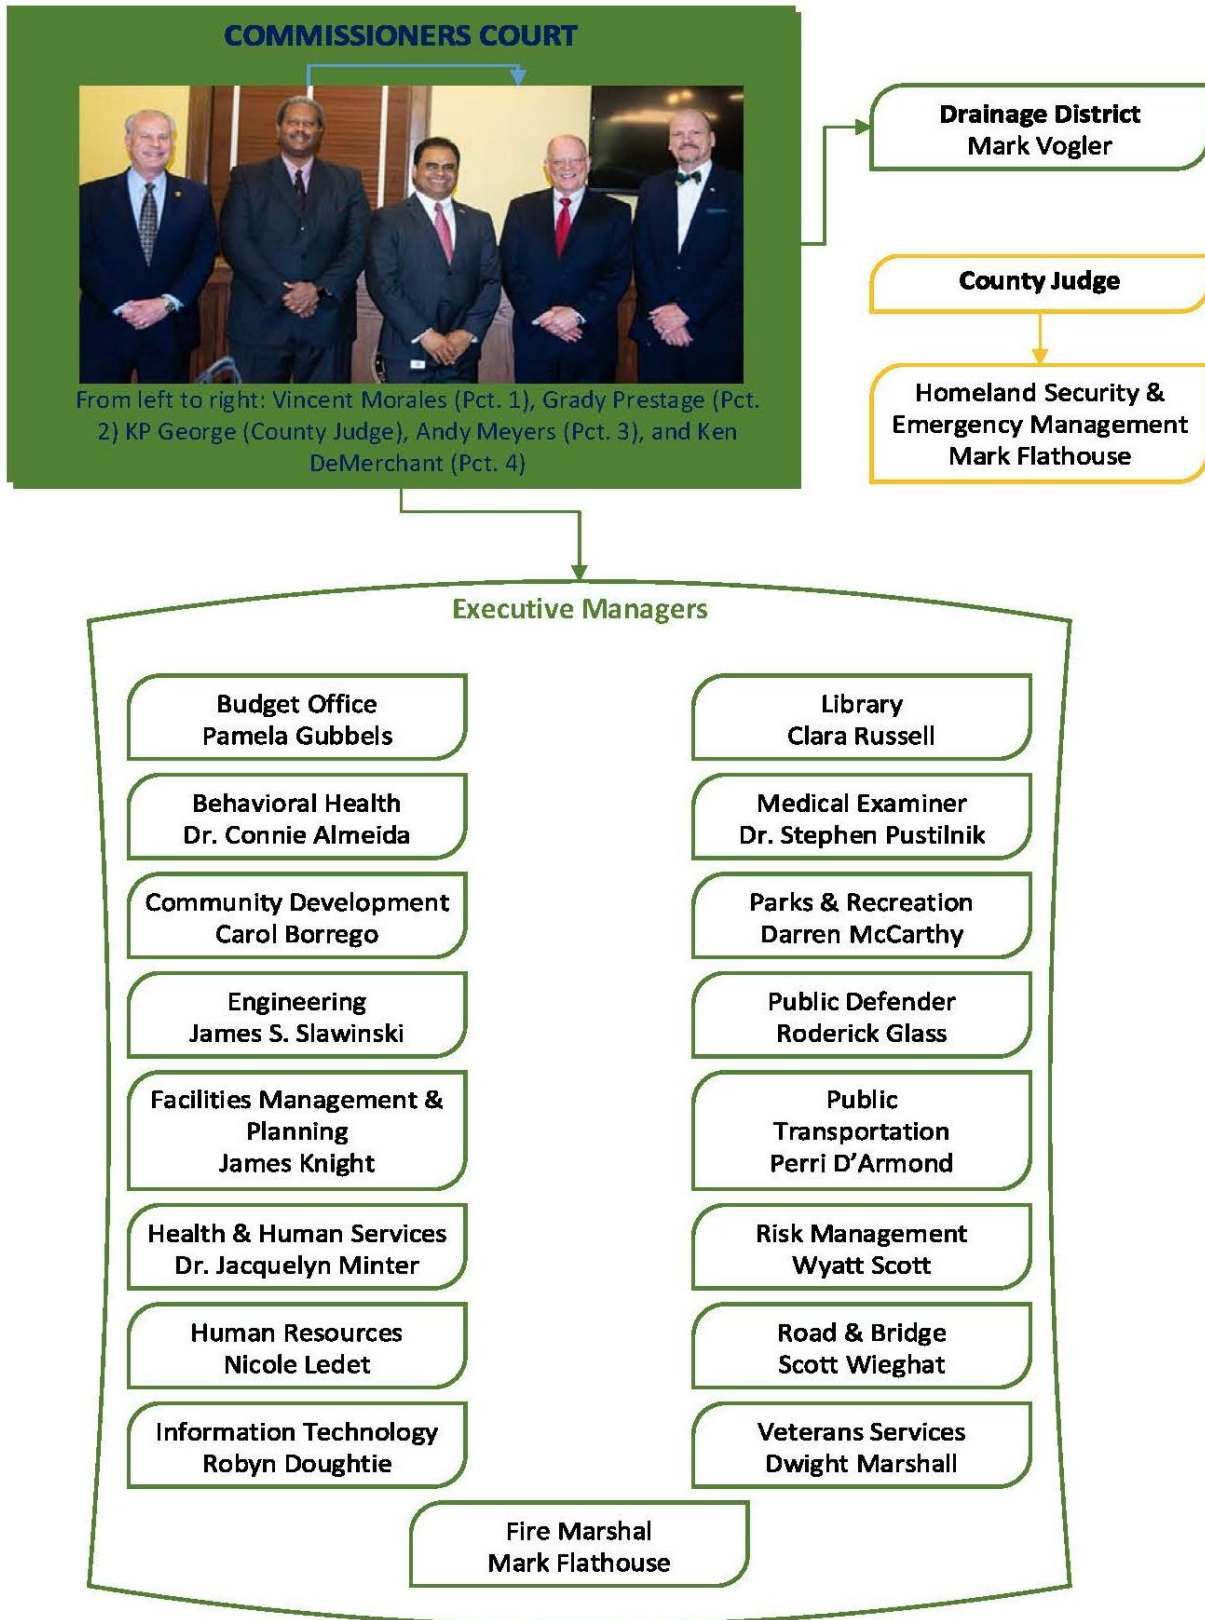 COMMISSIONERS COURT
From left to right: Vincent Morales (Pct. 1), Grady Prestage (Pct.
2) KP George (County Judge), Andy Meyers (Pct. 3), and Ken
DeMerchant (Pct. 4)
Drainage District
Mark Vogler
County Judge
Homeland Security &
Emergency Management
Mark Flathouse
Executive Managers
Budget Office
Pamela Gubbels
Library
Clara Russell
Behavioral Health
Dr. Connie Almeida
Medical Examiner
Dr. Stephen Pustilnik
Community Development
Carol Borrego
Parks & Recreation
Darren McCarthy
Engineering
James S. Slawinski
Public Defender
Roderick Glass
Facilities Management &
Planning
James Knight
Public
Transportation
Perri D’Armond
Health & Human Services
Dr. Jacquelyn Minter
Risk Management
Wyatt Scott
Human Resources
Nicole Ledet
Road & Bridge
Scott Wieghat
Information Technology
Robyn Doughtie
Veterans Services
Dwight Marshall
Fire Marshal
Mark Flathouse